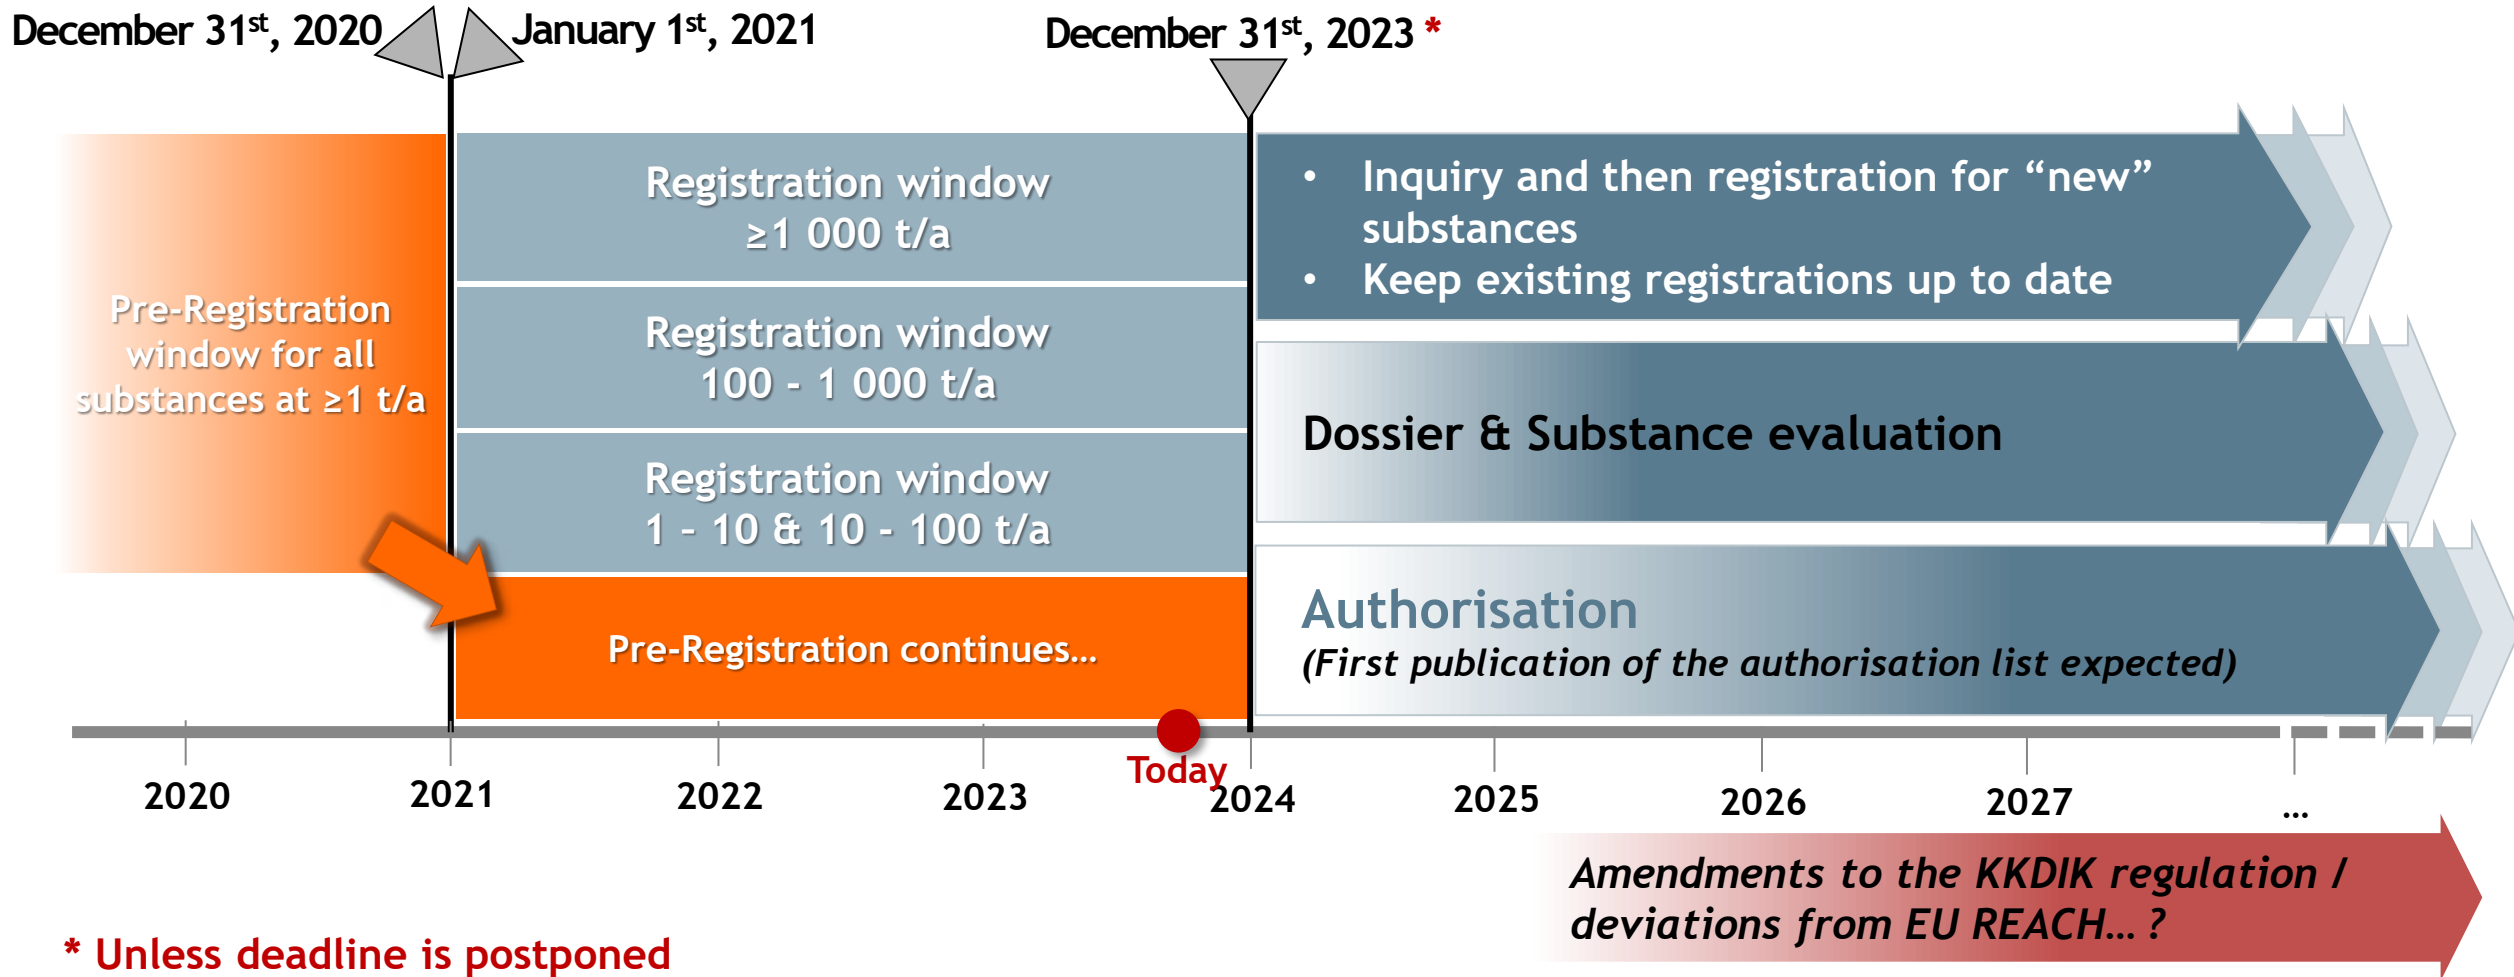 December 31st, 2020
January 1st, 2021
December 31st, 2023 *
Pre-Registration
window for all
substances at ≥1 t/a
Registration window
≥1 000 t/a
Registration window
100 - 1 000 t/a
Registration window
1 – 10 & 10 - 100 t/a
Pre-Registration continues…
• Inquiry and then registration for “new”
substances
• Keep existing registrations up to date
Dossier & Substance evaluation
Authorisation
(First publication of the authorisation list expected)
Today
2020
2021
2022
2023
2024
2025
2026
2027
…
Amendments to the KKDIK regulation /
deviations from EU REACH… ?
* Unless deadline is postponed